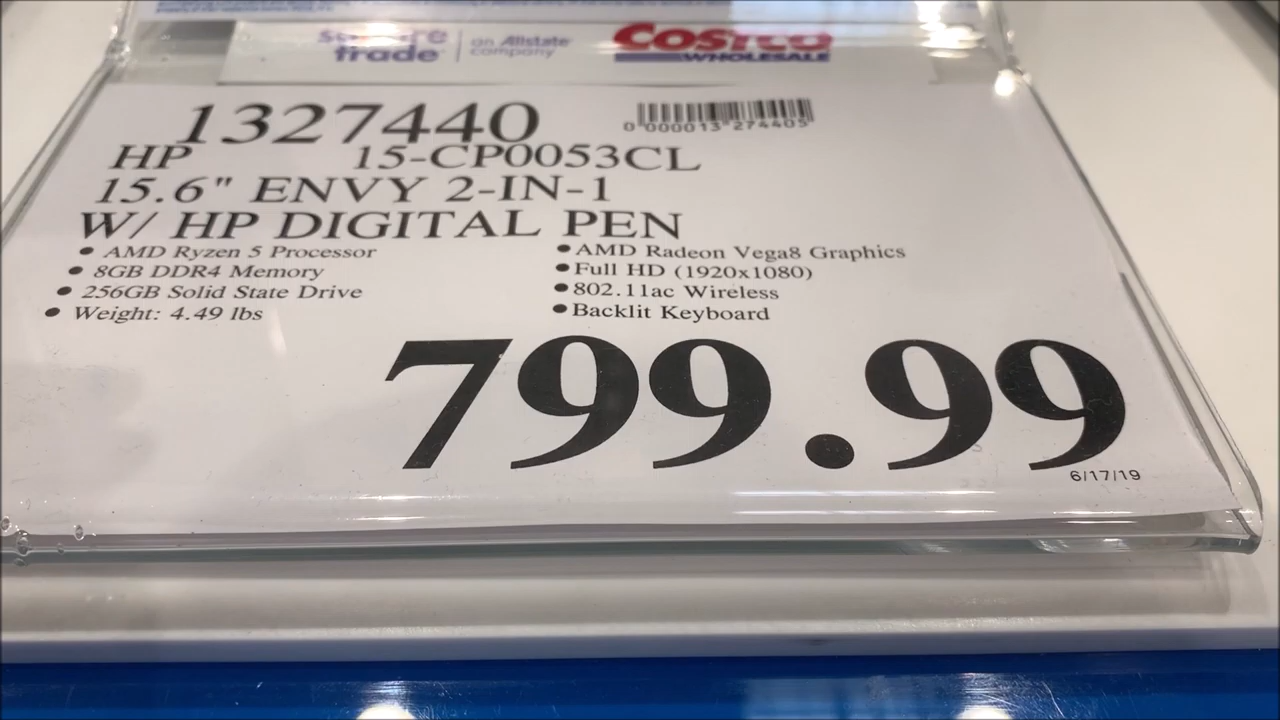 square
trade
an Allstate
company
COSTCO
WHOLESALE
1327440
0 000013 274405
HP 15-CP0053CL
15.6" ENVY 2-IN-1
W/ HP DIGITAL PEN
• AMD Ryzen 5 Processor
• 8GB DDR4 Memory
• 256GB Solid State Drive
• Weight: 4.49 lbs
• AMD Radeon Vega8 Graphics
• Full HD (1920x1080)
• 802.11ac Wireless
• Backlit Keyboard
799.99
6/17/19